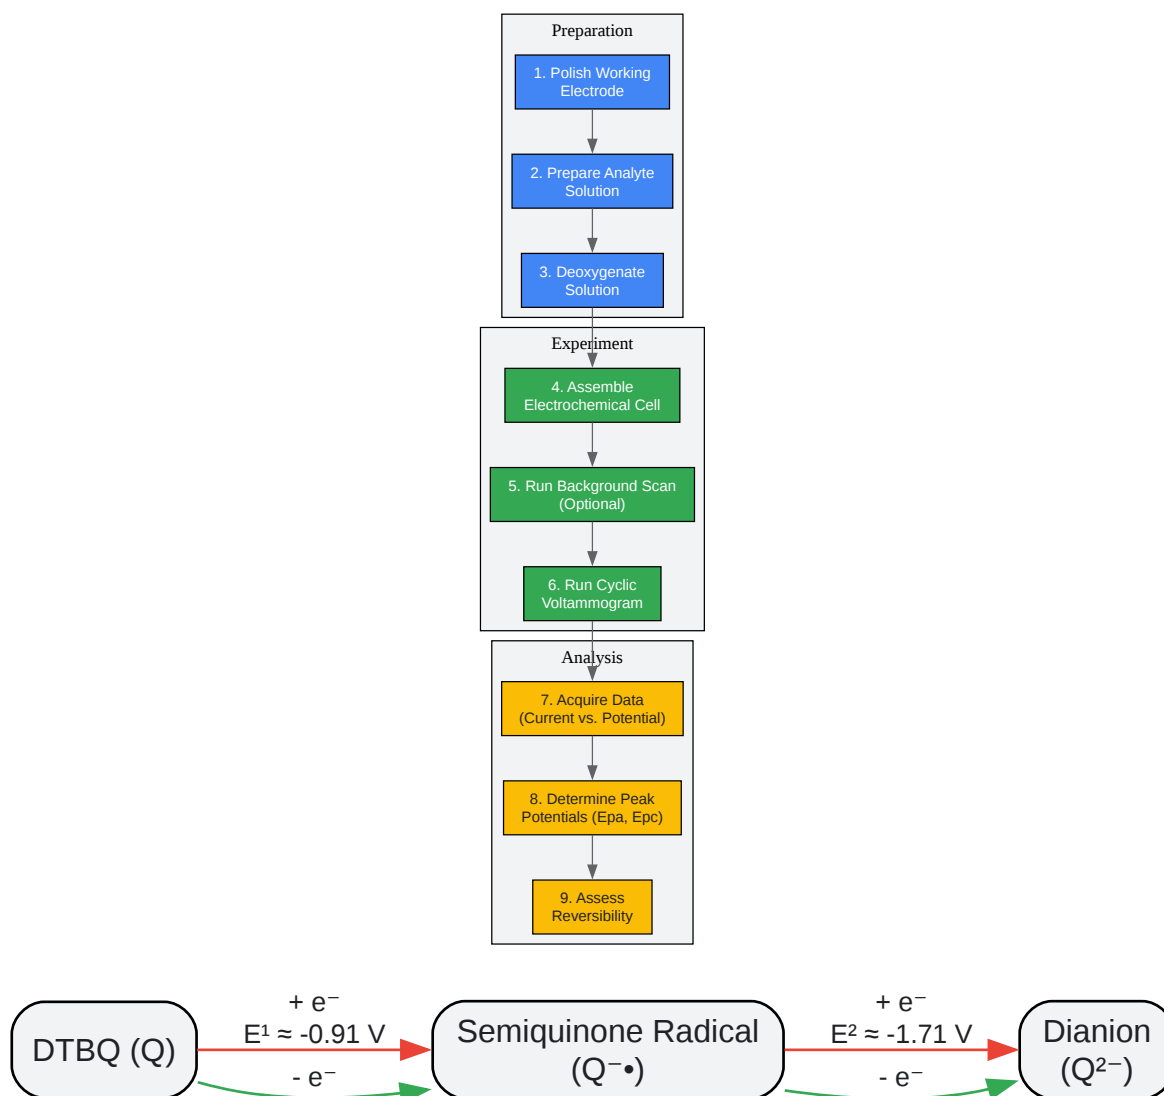 Preparation
1. Polish Working
Electrode
2. Prepare Analyte
Solution
3. Deoxygenate
Solution
Experiment
4. Assemble
Electrochemical Cell
5. Run Background Scan
(Optional)
6. Run Cyclic
Voltammogram
Analysis
7. Acquire Data
(Current vs. Potential)
8. Determine Peak
Potentials (Epa, Epc)
9. Assess
Reversibility
DTBQ (Q)
+ e⁻
E¹ ≈ -0.91 V
- e⁻
Semiquinone Radical
(Q⁻•)
+ e⁻
E² ≈ -1.71 V
- e⁻
Dianion
(Q²⁻)